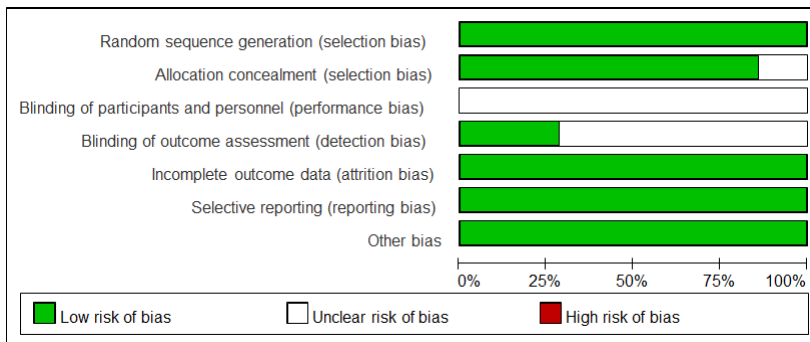 Random sequence generation (selection bias)
Allocation concealment (selection bias)
Blinding of participants and personnel (performance bias)
Blinding of outcome assessment (detection bias)
Incomplete outcome data (attrition bias)
Selective reporting (reporting bias)
Other bias
0% 25% 50% 75% 100%
Low risk of bias Unclear risk of bias High risk of bias